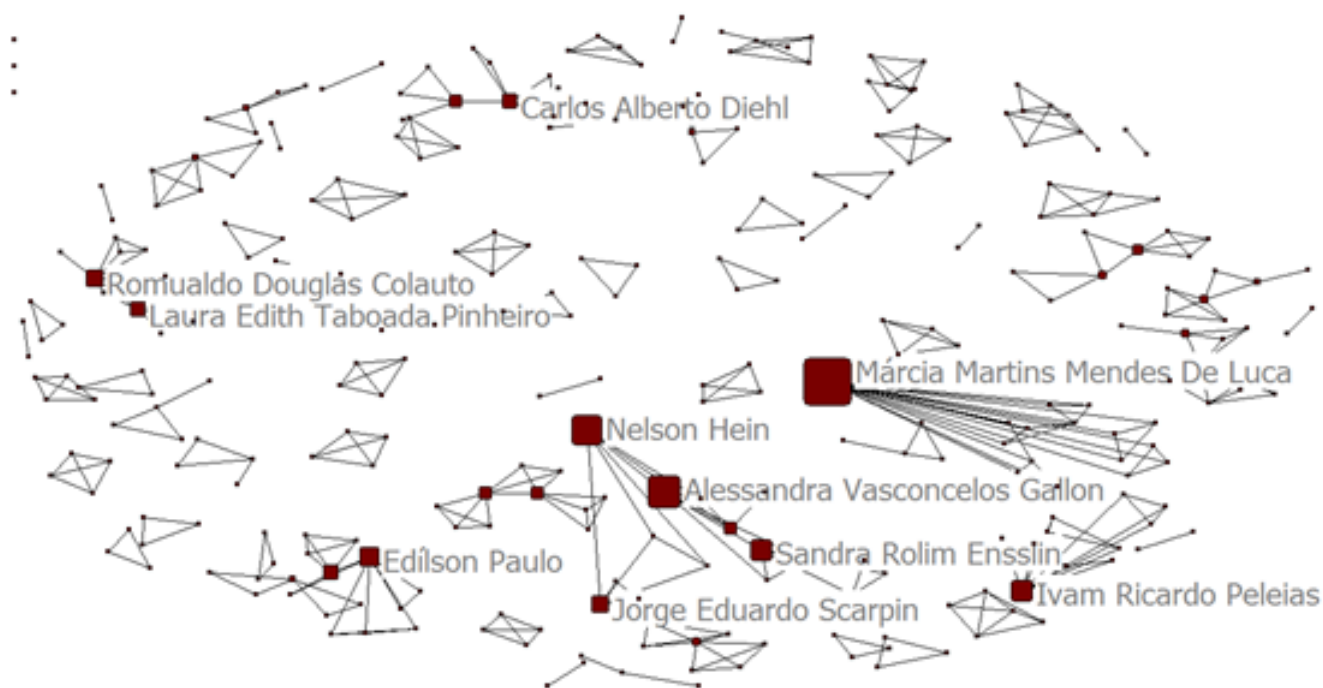 Carlos Alberto Diehl
Romualdo Douglas Colauto
Laura Edith Taboada Pinheiro
Márcia Martins Mendes De Luca
Nelson Hein
Alessandra Vasconcelos Gallon
Sandra Rolim Ensslin
Edílson Paulo
Ivam Ricardo Peleias
Jorge Eduardo Scarpin